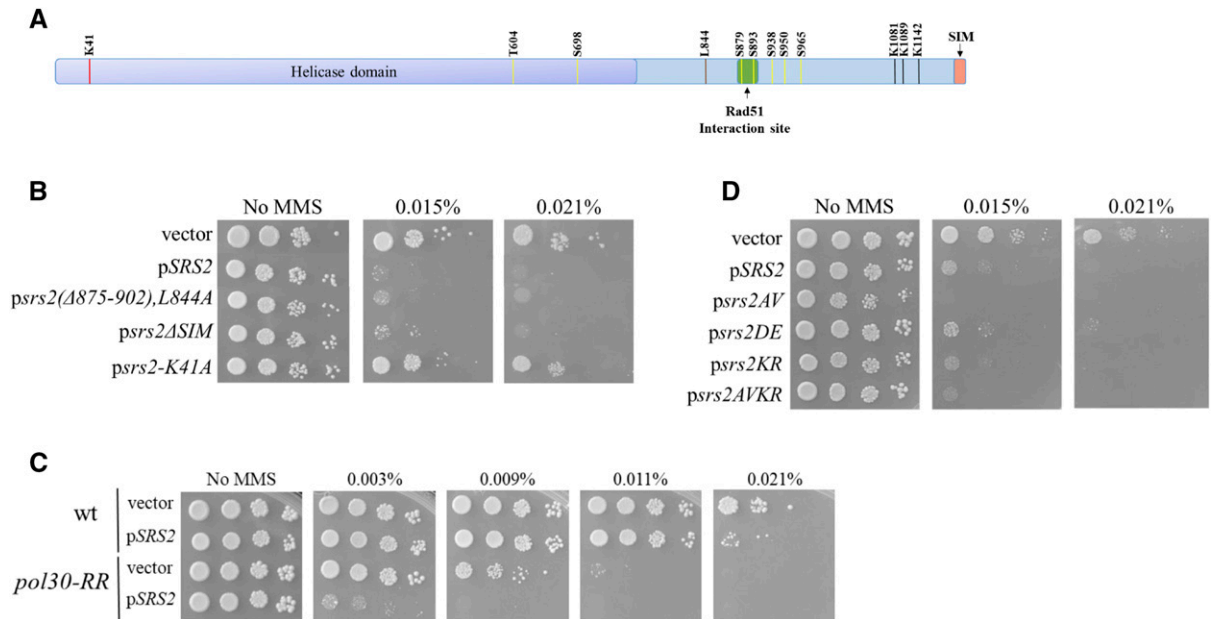 A
K41
T604
S698
L844
S879
S893
S938
S950
S965
K1081
K1089
K1142
SIM
Helicase domain
Rad51
Interaction site
B
No MMS 0.015% 0.021%
vector
pSRS2
psrs2(Δ875-902),L844A
psrs2ΔSIM
psrs2-K41A
D
No MMS 0.015% 0.021%
vector
pSRS2
psrs2AV
psrs2DE
psrs2KR
psrs2AVKR
C
No MMS 0.003% 0.009% 0.011% 0.021%
wt
vector
pSRS2
pol30-RR
vector
pSRS2